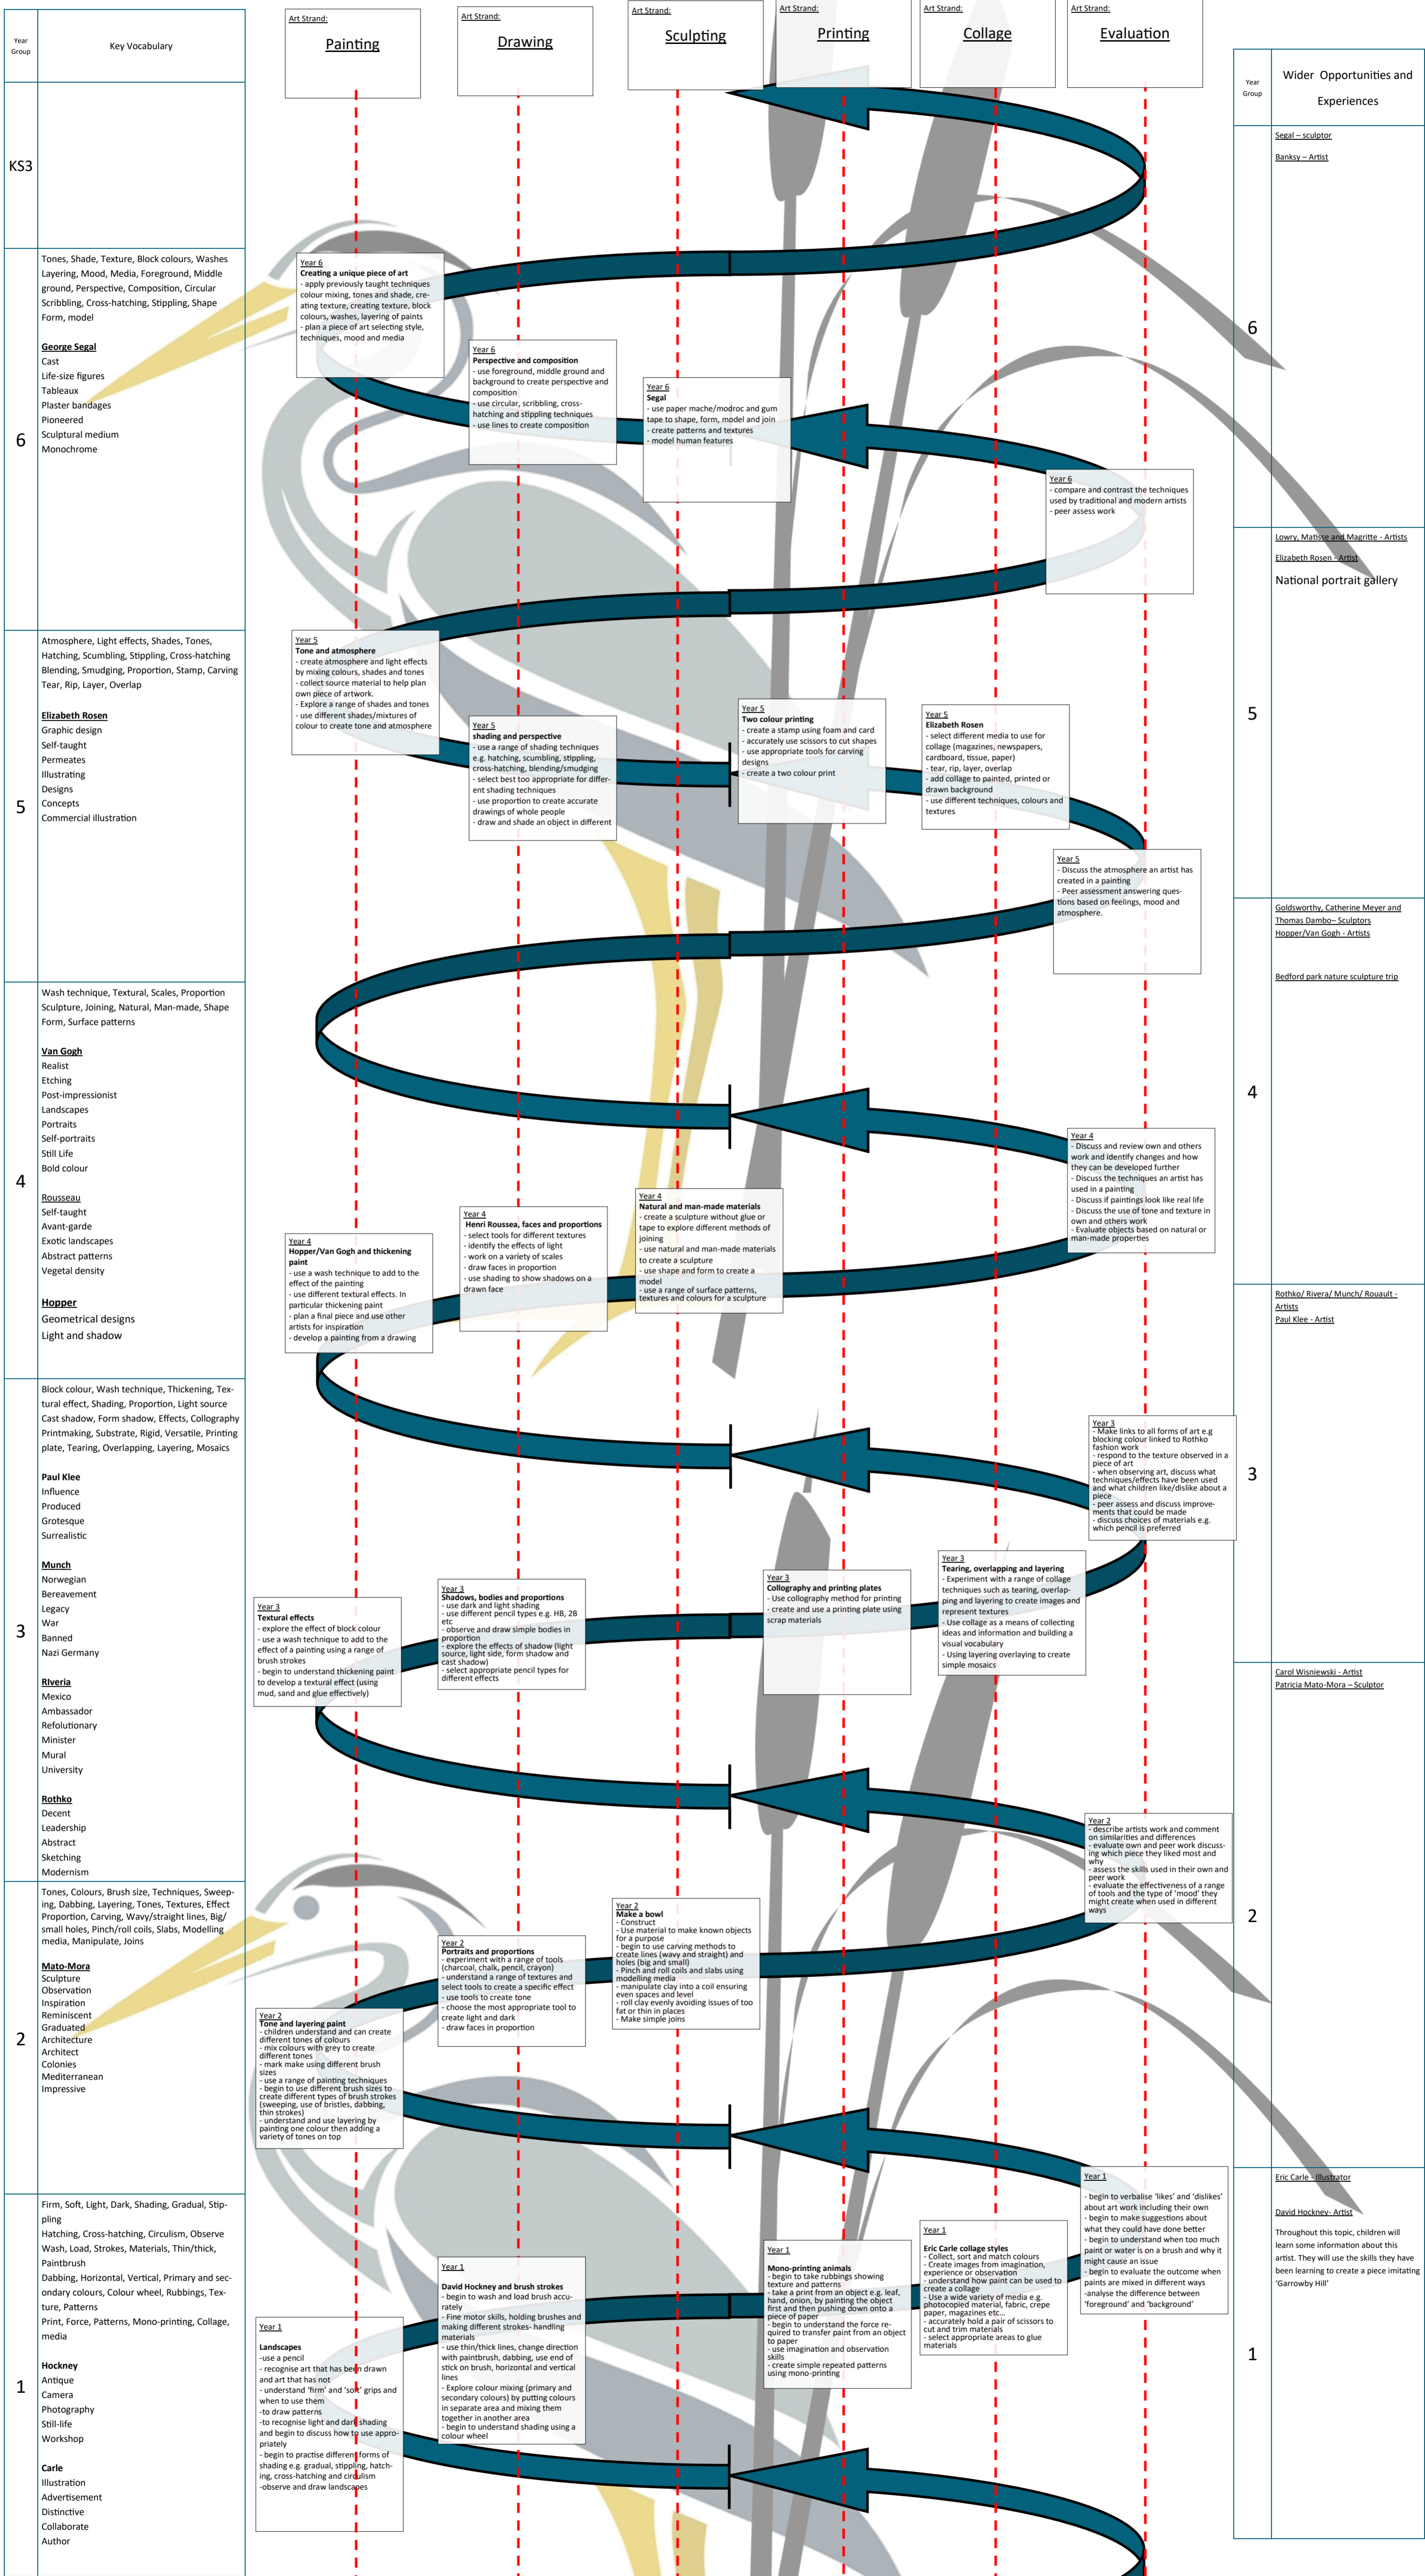 Year
Group
Key Vocabulary
KS3
6
Tones, Shade, Texture, Block colours, Washes
Layering, Mood, Media, Foreground, Middle
ground, Perspective, Composition, Circular
Scribbling, Cross-hatching, Stippling, Shape
Form, model
George Segal
Cast
Life-size figures
Tableaux
Plaster bandages
Pioneered
Sculptural medium
Monochrome
5
Atmosphere, Light effects, Shades, Tones,
Hatching, Scumbling, Stippling, Cross-hatching
Blending, Smudging, Proportion, Stamp, Carving
Tear, Rip, Layer, Overlap
Elizabeth Rosen
Graphic design
Self-taught
Permeates
Illustrating
Designs
Concepts
Commercial illustration
4
Wash technique, Textural, Scales, Proportion
Sculpture, Joining, Natural, Man-made, Shape
Form, Surface patterns
Van Gogh
Realist
Etching
Post-impressionist
Landscapes
Portraits
Self-portraits
Still Life
Bold colour
Rousseau
Self-taught
Avant-garde
Exotic landscapes
Abstract patterns
Vegetal density
Hopper
Geometrical designs
Light and shadow
3
Block colour, Wash technique, Thickening, Tex-
tural effect, Shading, Proportion, Light source
Cast shadow, Form shadow, Effects, Collography
Printmaking, Substrate, Rigid, Versatile, Printing
plate, Tearing, Overlapping, Layering, Mosaics
Paul Klee
Influence
Produced
Grotesque
Surrealistic
Munch
Norwegian
Bereavement
Legacy
War
Banned
Nazi Germany
RIveria
Mexico
Ambassador
Refolutionary
Minister
Mural
University
Rothko
Decent
Leadership
Abstract
Sketching
Modernism
2
Tones, Colours, Brush size, Techniques, Sweep-
ing, Dabbing, Layering, Tones, Textures, Effect
Proportion, Carving, Wavy/straight lines, Big/
small holes, Pinch/roll coils, Slabs, Modelling
media, Manipulate, Joins
Mato-Mora
Sculpture
Observation
Inspiration
Reminiscent
Graduated
Architecture
Architect
Colonies
Mediterranean
Impressive
1
Firm, Soft, Light, Dark, Shading, Gradual, Stip-
pling
Hatching, Cross-hatching, Circulism, Observe
Wash, Load, Strokes, Materials, Thin/thick,
Paintbrush
Dabbing, Horizontal, Vertical, Primary and sec-
ondary colours, Colour wheel, Rubbings, Tex-
ture, Patterns
Print, Force, Patterns, Mono-printing, Collage,
media
Hockney
Antique
Camera
Photography
Still-life
Workshop
Carle
Illustration
Advertisement
Distinctive
Collaborate
Author
Art Strand:
Painting
Art Strand:
Drawing
Art Strand:
Sculpting
Art Strand:
Printing
Art Strand:
Collage
Art Strand:
Evaluation
Year 6
Creating a unique piece of art
- apply previously taught techniques
colour mixing, tones and shade, cre-
ating texture, creating texture, block
colours, washes, layering of paints
- plan a piece of art selecting style,
techniques, mood and media
Year 6
Perspective and composition
- use foreground, middle ground and
background to create perspective and
composition
- use circular, scribbling, cross-
hatching and stippling techniques
- use lines to create composition
Year 6
Segal
- use paper mache/modroc and gum
tape to shape, form, model and join
- create patterns and textures
- model human features
Year 6
- compare and contrast the techniques
used by traditional and modern artists
- peer assess work
Year 5
Tone and atmosphere
- create atmosphere and light effects
by mixing colours, shades and tones
- collect source material to help plan
own piece of artwork.
- Explore a range of shades and tones
- use different shades/mixtures of
colour to create tone and atmosphere
Year 5
shading and perspective
- use a range of shading techniques
e.g. hatching, scumbling, stippling,
cross-hatching, blending/smudging
- select best too appropriate for differ-
ent shading techniques
- use proportion to create accurate
drawings of whole people
- draw and shade an object in different
Year 5
Two colour printing
- create a stamp using foam and card
- accurately use scissors to cut shapes
- use appropriate tools for carving
designs
- create a two colour print
Year 5
Elizabeth Rosen
- select different media to use for
collage (magazines, newspapers,
cardboard, tissue, paper)
- tear, rip, layer, overlap
- add collage to painted, printed or
drawn background
- use different techniques, colours and
textures
Year 5
- Discuss the atmosphere an artist has
created in a painting
- Peer assessment answering ques-
tions based on feelings, mood and
atmosphere.
Year 4
Hopper/Van Gogh and thickening
paint
- use a wash technique to add to the
effect of the painting
- use different textural effects. In
particular thickening paint
- plan a final piece and use other
artists for inspiration
- develop a painting from a drawing
Year 4
Henri Roussea, faces and proportions
- select tools for different textures
- identify the effects of light
- work on a variety of scales
- draw faces in proportion
- use shading to show shadows on a
drawn face
Year 4
Natural and man-made materials
- create a sculpture without glue or
tape to explore different methods of
joining
- use natural and man-made materials
to create a sculpture
- use shape and form to create a
model
- use a range of surface patterns,
textures and colours for a sculpture
Year 4
- Discuss and review own and others
work and identify changes and how
they can be developed further
- Discuss the techniques an artist has
used in a painting
- Discuss if paintings look like real life
- Discuss the use of tone and texture in
own and others work
- Evaluate objects based on natural or
man-made properties
Year 3
Textural effects
- explore the effect of block colour
- use a wash technique to add to the
effect of a painting using a range of
brush strokes
- begin to understand thickening paint
to develop a textural effect (using
mud, sand and glue effectively)
Year 3
Shadows, bodies and proportions
- use dark and light shading
- use different pencil types e.g. HB, 2B
etc
- observe and draw simple bodies in
proportion
- explore the effects of shadow (light
source, light side, form shadow and
cast shadow)
- select appropriate pencil types for
different effects
Year 3
Collography and printing plates
- Use collography method for printing
- create and use a printing plate using
scrap materials
Year 3
Tearing, overlapping and layering
- Experiment with a range of collage
techniques such as tearing, overlap-
ping and layering to create images and
represent textures
- Use collage as a means of collecting
ideas and information and building a
visual vocabulary
- Using layering overlaying to create
simple mosaics
Year 3
- Make links to all forms of art e.g
blocking colour linked to Rothko
fashion work
- respond to the texture observed in a
piece of art
- when observing art, discuss what
techniques/effects have been used
and what children like/dislike about a
piece
- peer assess and discuss improve-
ments that could be made
- discuss choices of materials e.g.
which pencil is preferred
Year 2
Tone and layering paint
- children understand and can create
different tones of colours
- mix colours with grey to create
different tones
- mark make using different brush
sizes
- use a range of painting techniques
- begin to use different brush sizes to
create different types of brush strokes
(sweeping, use of bristles, dabbing,
thin strokes)
- understand and use layering by
painting one colour then adding a
variety of tones on top
Year 2
Portraits and proportions
- experiment with a range of tools
(charcoal, chalk, pencil, crayon)
- understand a range of textures and
select tools to create a specific effect
- use tools to create tone
- choose the most appropriate tool to
create light and dark
- draw faces in proportion
Year 2
Make a bowl
- Construct
- Use material to make known objects
for a purpose
- begin to use carving methods to
create lines (wavy and straight) and
holes (big and small)
- Pinch and roll coils and slabs using
modelling media
- manipulate clay into a coil ensuring
even spaces and level
- roll clay evenly avoiding issues of too
fat or thin in places
- Make simple joins
Year 2
- describe artists work and comment
on similarities and differences
- evaluate own and peer work discuss-
ing which piece they liked most and
why
- assess the skills used in their own and
peer work
- evaluate the effectiveness of a range
of tools and the type of ‘mood’ they
might create when used in different
ways
Year 1
Landscapes
-use a pencil
- recognise art that has been drawn
and art that has not
- understand ‘firm’ and ‘soft’ grips and
when to use them
-to draw patterns
-to recognise light and dark shading
and begin to discuss how to use appro-
priately
- begin to practise different forms of
shading e.g. gradual, stippling, hatch-
ing, cross-hatching and circulism
-observe and draw landscapes
Year 1
David Hockney and brush strokes
- begin to wash and load brush accu-
rately
- Fine motor skills, holding brushes and
making different strokes- handling
materials
- use thin/thick lines, change direction
with paintbrush, dabbing, use end of
stick on brush, horizontal and vertical
lines
- Explore colour mixing (primary and
secondary colours) by putting colours
in separate area and mixing them
together in another area
- begin to understand shading using a
colour wheel
Year 1
Mono-printing animals
- begin to take rubbings showing
texture and patterns
- take a print from an object e.g. leaf,
hand, onion, by painting the object
first and then pushing down onto a
piece of paper
- begin to understand the force re-
quired to transfer paint from an object
to paper
- use imagination and observation
skills
- create simple repeated patterns
using mono-printing
Year 1
Eric Carle collage styles
- Collect, sort and match colours
- Create images from imagination,
experience or observation
- understand how paint can be used to
create a collage
- Use a wide variety of media e.g.
photocopied material, fabric, crepe
paper, magazines etc...
- accurately hold a pair of scissors to
cut and trim materials
- select appropriate areas to glue
materials
Year 1
- begin to verbalise ‘likes’ and ‘dislikes’
about art work including their own
- begin to make suggestions about
what they could have done better
- begin to understand when too much
paint or water is on a brush and why it
might cause an issue
- begin to evaluate the outcome when
paints are mixed in different ways
-analyse the difference between
‘foreground’ and ‘background’
Year
Group
Wider Opportunities and
Experiences
6
Segal – sculptor
Banksy – Artist
5
Lowry, Matisse and Magritte - Artists
Elizabeth Rosen - Artist
National portrait gallery
4
Goldsworthy, Catherine Meyer and
Thomas Dambo– Sculptors
Hopper/Van Gogh - Artists
Bedford park nature sculpture trip
3
Rothko/ Rivera/ Munch/ Rouault -
Artists
Paul Klee - Artist
2
Carol Wisniewski - Artist
Patricia Mato-Mora – Sculptor
1
Eric Carle - Illustrator
David Hockney- Artist
Throughout this topic, children will
learn some information about this
artist. They will use the skills they have
been learning to create a piece imitating
‘Garrowby Hill’